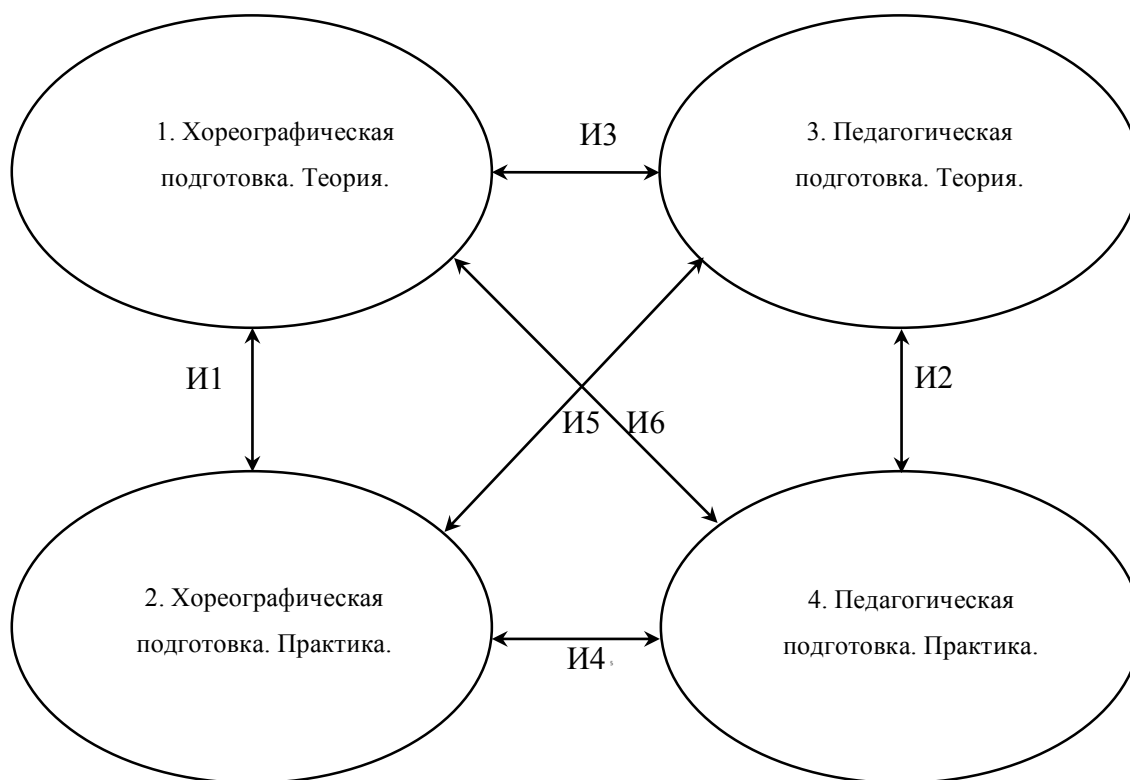 1. Хореографическая
подготовка. Теория.
И3
3. Педагогическая
подготовка. Теория.
И1
И2
И5
И6
2. Хореографическая
подготовка. Практика.
И4
4. Педагогическая
подготовка. Практика.